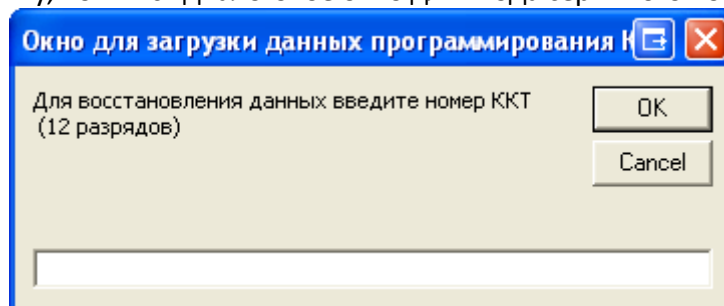 Окно для загрузки данных программирования
Для восстановления данных введите номер ККТ
(12 разрядов)
OK
Cancel